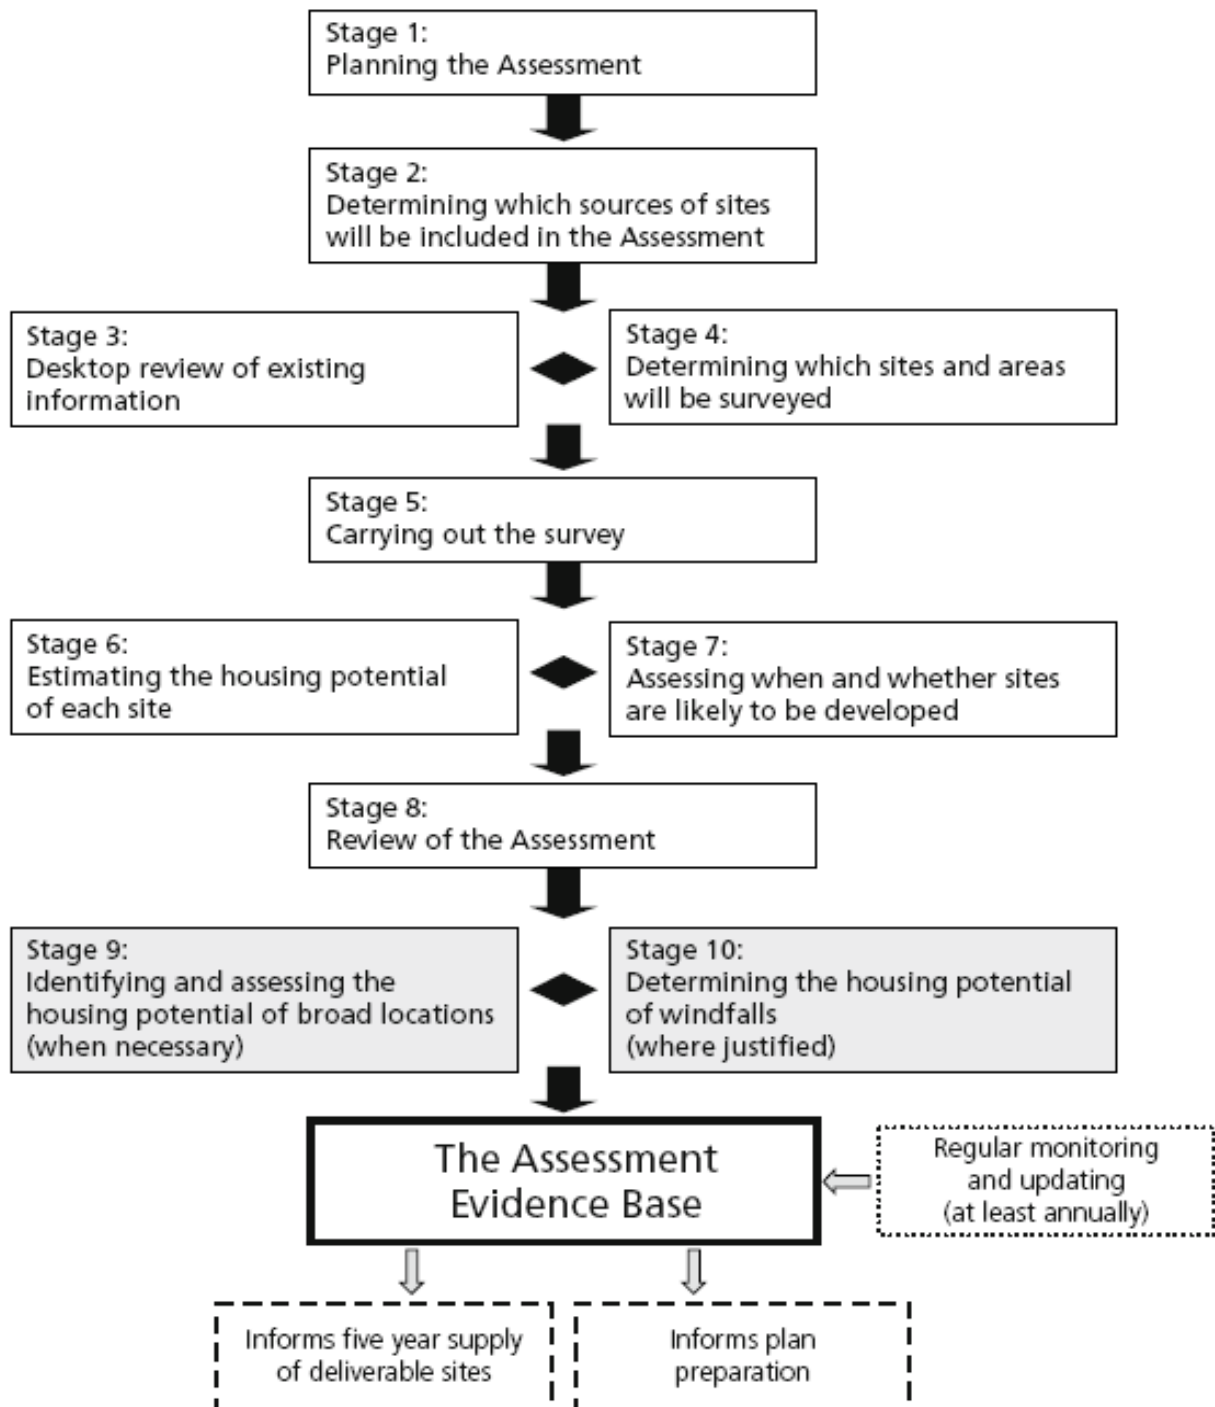 Stage 1:
Planning the Assessment
Stage 2:
Determining which sources of sites
will be included in the Assessment
Stage 3:
Desktop review of existing
information
Stage 4:
Determining which sites and areas
will be surveyed
Stage 5:
Carrying out the survey
Stage 6:
Estimating the housing potential
of each site
Stage 7:
Assessing when and whether sites
are likely to be developed
Stage 8:
Review of the Assessment
Stage 9:
Identifying and assessing the
housing potential of broad locations
(when necessary)
Stage 10:
Determining the housing potential
of windfalls
(where justified)
The Assessment
Evidence Base
Regular monitoring
and updating
(at least annually)
Informs five year supply
of deliverable sites
Informs plan
preparation